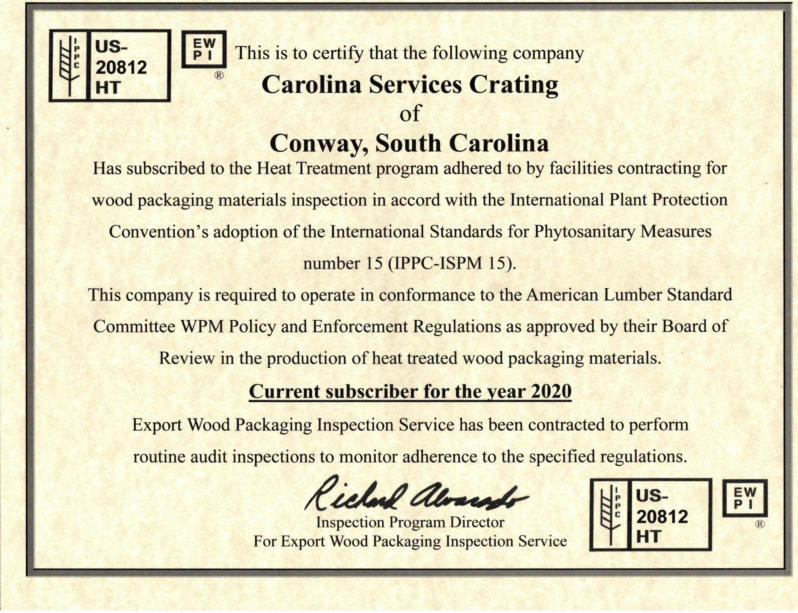 IPPC
US-
20812
HT
EW
PI
®
This is to certify that the following company
Carolina Services Crating
of
Conway, South Carolina
Has subscribed to the Heat Treatment program adhered to by facilities contracting for
wood packaging materials inspection in accord with the International Plant Protection
Convention's adoption of the International Standards for Phytosanitary Measures
number 15 (IPPC-ISPM 15).
This company is required to operate in conformance to the American Lumber Standard
Committee WPM Policy and Enforcement Regulations as approved by their Board of
Review in the production of heat treated wood packaging materials.
Current subscriber for the year 2020
Export Wood Packaging Inspection Service has been contracted to perform
routine audit inspections to monitor adherence to the specified regulations.
Richard Alvarado
Inspection Program Director
For Export Wood Packaging Inspection Service
IPPC
US-
20812
HT
EW
PI
®